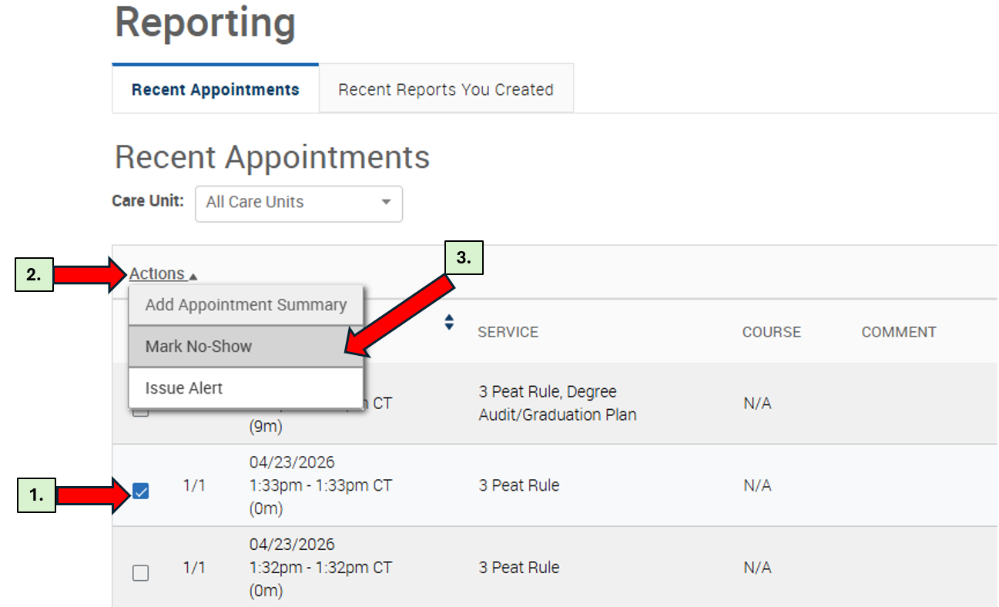 Reporting
Recent Appointments
Recent Reports You Created
Recent Appointments
Care Unit:
All Care Units
3.
2.
Actions
Add Appointment Summary
Mark No-Show
Issue Alert
SERVICE
COURSE
COMMENT
CT
(9m)
3 Peat Rule, Degree
Audit/Graduation Plan
N/A
1.
1/1
04/23/2026
1:33pm - 1:33pm CT
(0m)
3 Peat Rule
N/A
1/1
04/23/2026
1:32pm - 1:32pm CT
(0m)
3 Peat Rule
N/A